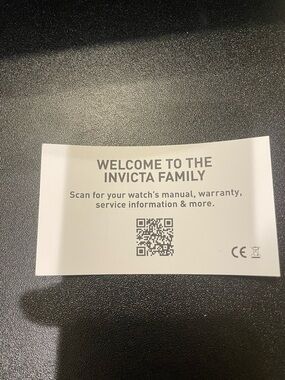 WELCOME TO THE
INVICTA FAMILY
Scan for your watch's manual, warranty,
service information & more.
CE